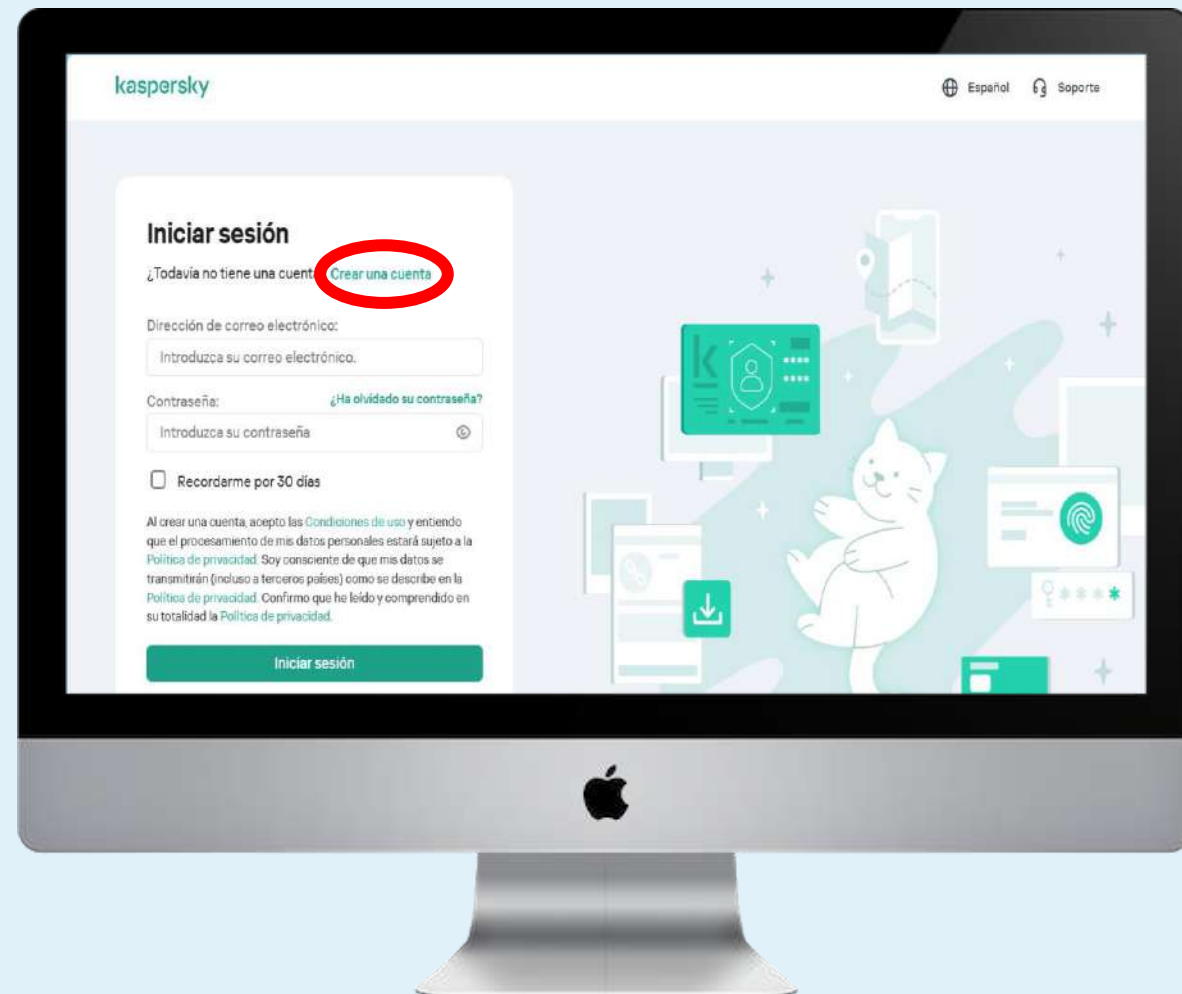 kaspersky
Español Soporte
Iniciar sesión
¿Todavía no tiene una cuent Crear una cuenta
Dirección de correo electrónico:
Introduzca su correo electrónico.
Contraseña: ¿Ha olvidado su contraseña?
Introduzca su contraseña
Recordarme por 30 días
Al crear una cuenta, acepto las Condiciones de uso y entiendo
que el procesamiento de mis datos personales estará sujeto a la
Política de privacidad. Soy consciente de que mis datos se
transmitirán (incluso a terceros países) como se describe en la
Política de privacidad. Confirmo que he leído y comprendido en
su totalidad la Política de privacidad.
Iniciar sesión
k